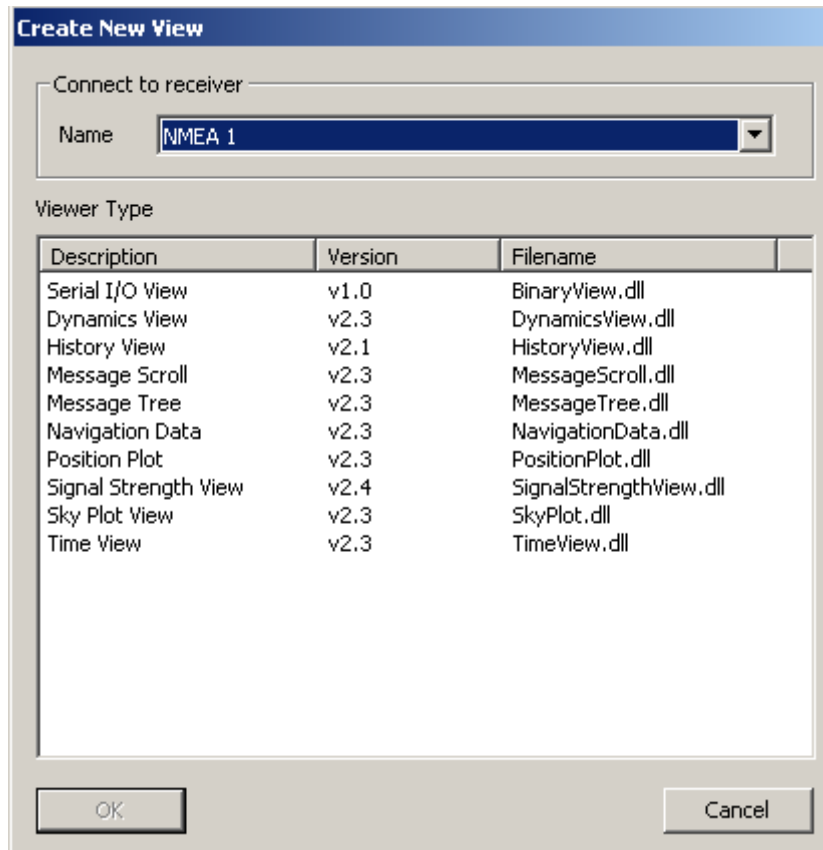 Create New View
Connect to receiver
Name NMEA 1
Viewer Type
Description Version Filename
Serial I/O View v1.0 BinaryView.dll
Dynamics View v2.3 DynamicsView.dll
History View v2.1 HistoryView.dll
Message Scroll v2.3 MessageScroll.dll
Message Tree v2.3 MessageTree.dll
Navigation Data v2.3 NavigationData.dll
Position Plot v2.3 PositionPlot.dll
Signal Strength View v2.4 SignalStrengthView.dll
Sky Plot View v2.3 SkyPlot.dll
Time View v2.3 TimeView.dll
OK Cancel